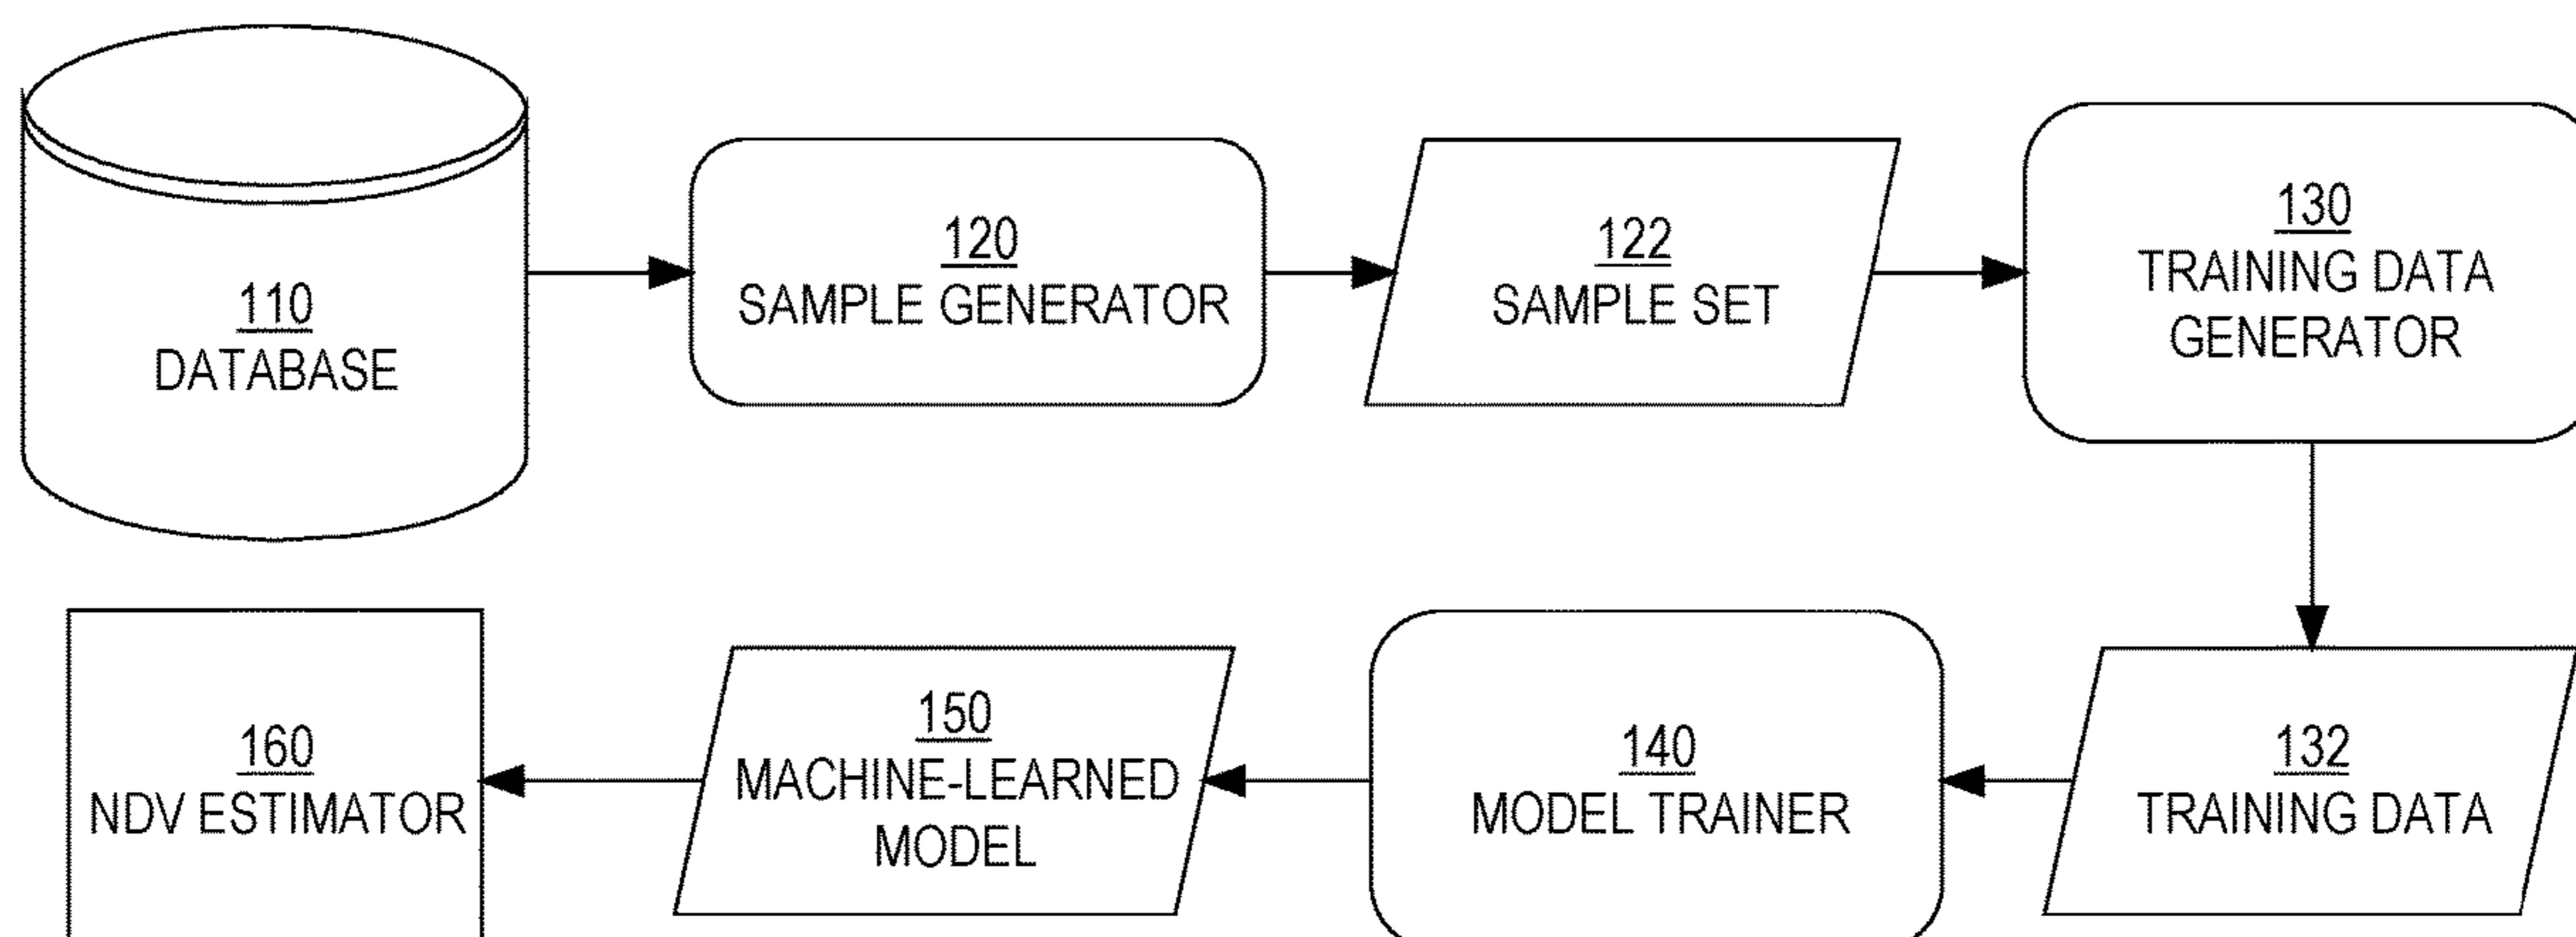 110
DATABASE
120
SAMPLE GENERATOR
122
SAMPLE SET
130
TRAINING DATA
GENERATOR
160
NDV ESTIMATOR
150
MACHINE-LEARNED
MODEL
140
MODEL TRAINER
132
TRAINING DATA